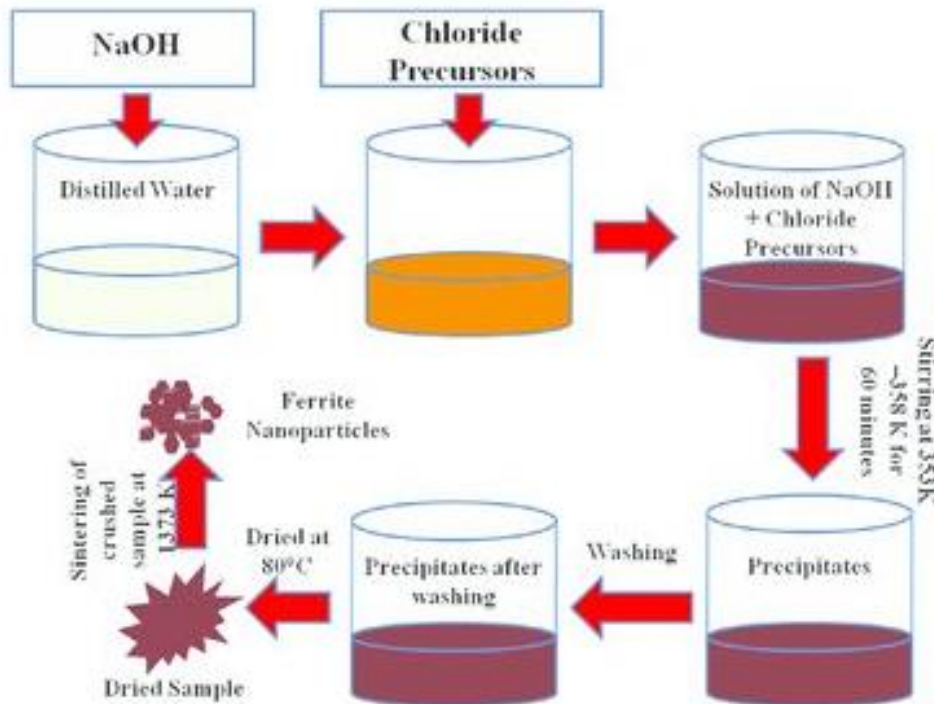 NaOH
Chloride
Precursors
Distilled Water
Solution of NaOH
+ Chloride
Precursors
Stirring at 353K
–358 K for
60 minutes
Precipitates
Washing
Precipitates after
washing
Dried at
80°C
Dried Sample
Sintering of
crushed
sample at
1373 K
Ferrite
Nanoparticles